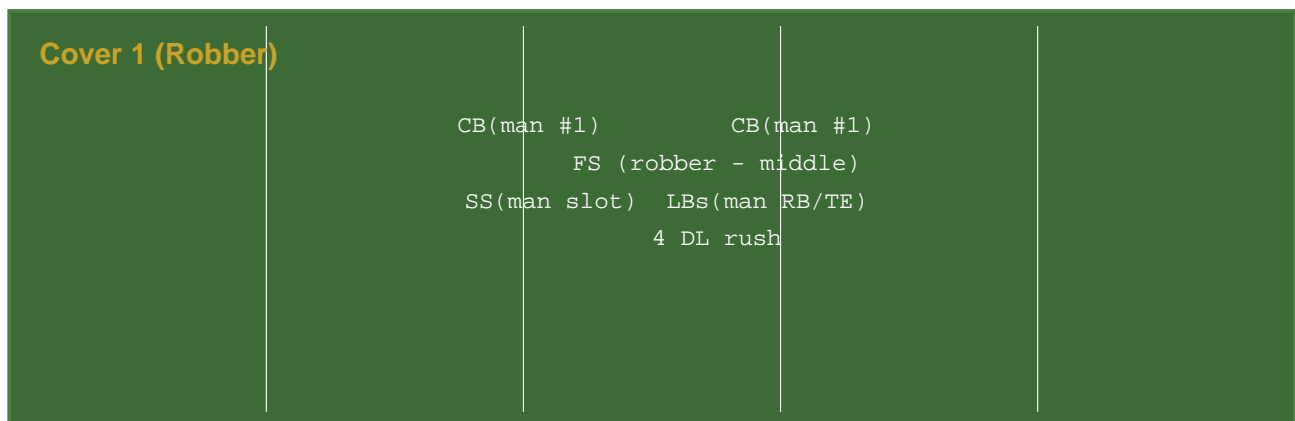 Cover 1 (Robber)
CB(man #1) CB(man #1)
FS (robber - middle)
SS(man slot) LBs(man RB/TE)
4 DL rush